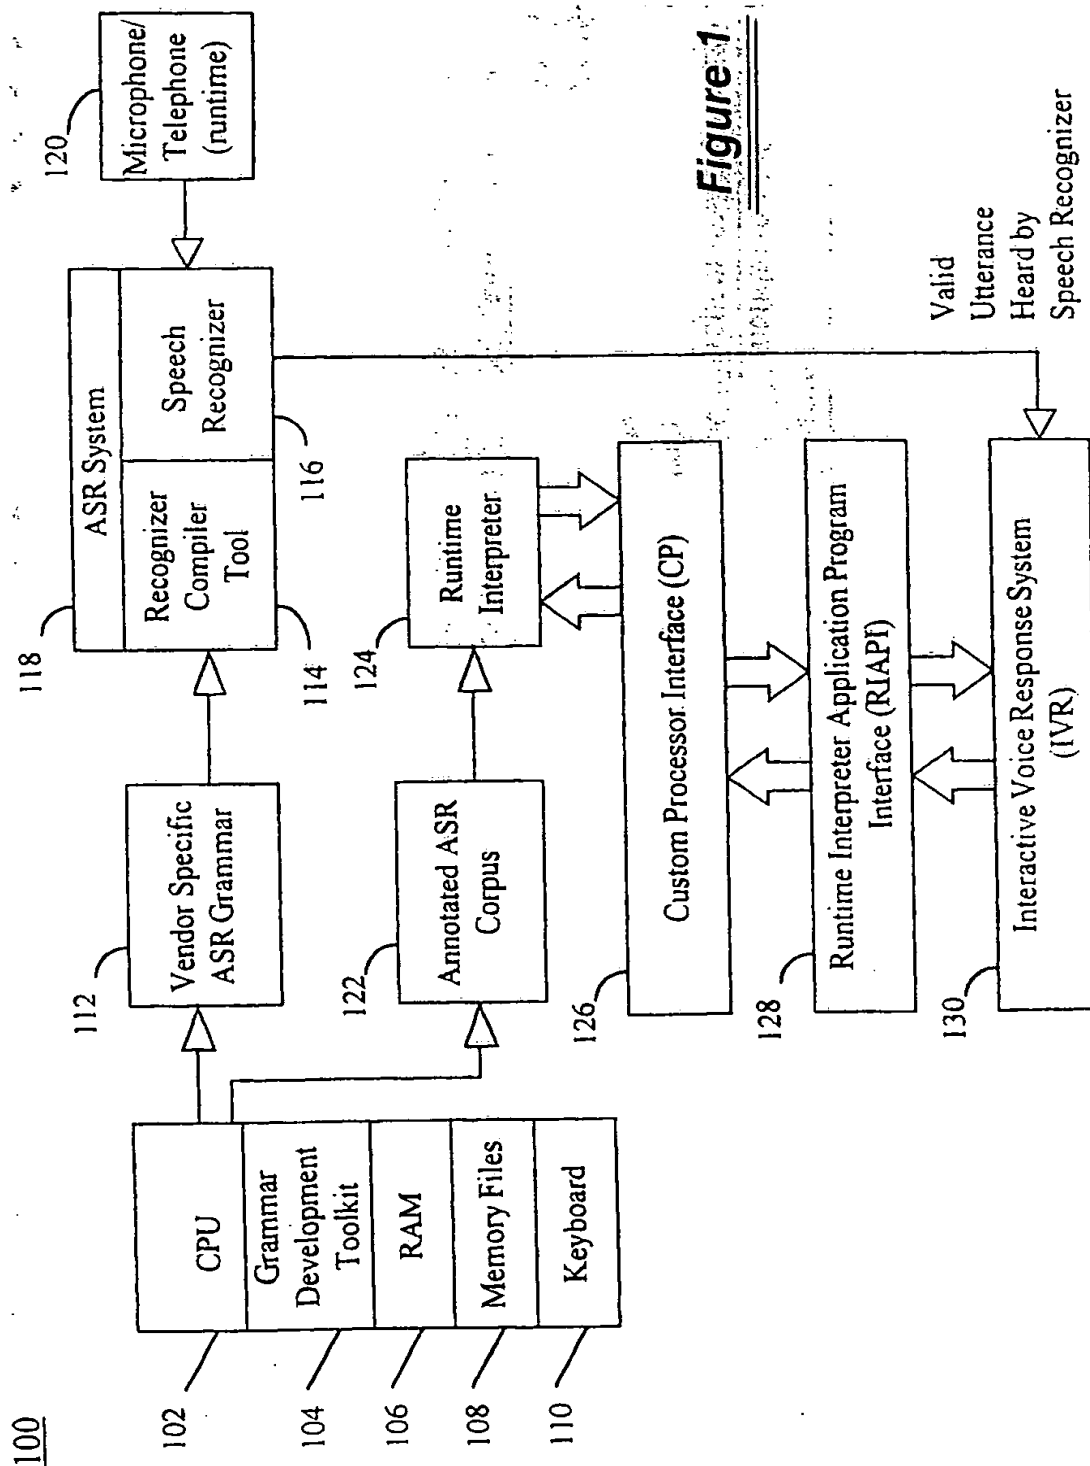 100
102
CPU
104
Grammar
Development
Toolkit
106
RAM
108
Memory Files
110
Keyboard
112
Vendor Specific
ASR Grammar
118
ASR System
Recognizer
Compiler
Tool
114
Speech
Recognizer
116
120
Microphone/
Telephone
(runtime)
122
Annotated ASR
Corpus
124
Runtime
Interpreter
126
Custom Processor Interface (CP)
128
Runtime Interpreter Application Program
Interface (RIAPI)
130
Interactive Voice Response System
(IVR)
Valid
Utterance
Heard by
Speech Recognizer
Figure 1